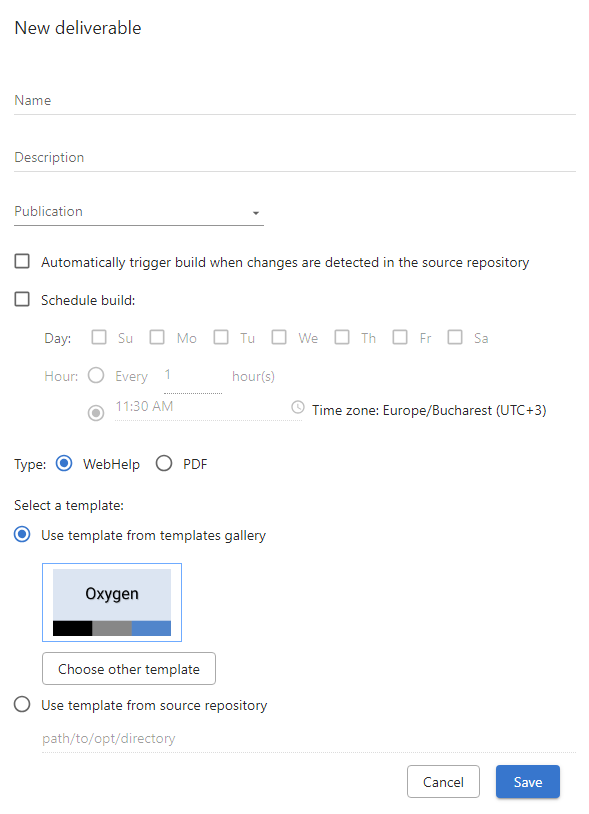 New deliverable
Name
Description
Publication
Automatically trigger build when changes are detected in the source repository
Schedule build:
Day: Su Mo Tu We Th Fr Sa
Hour: Every 1 hour(s)
11:30 AM Time zone: Europe/Bucharest (UTC+3)
Type: WebHelp PDF
Select a template:
Use template from templates gallery
Oxygen
Choose other template
Use template from source repository
path/to/opt/directory
Cancel Save